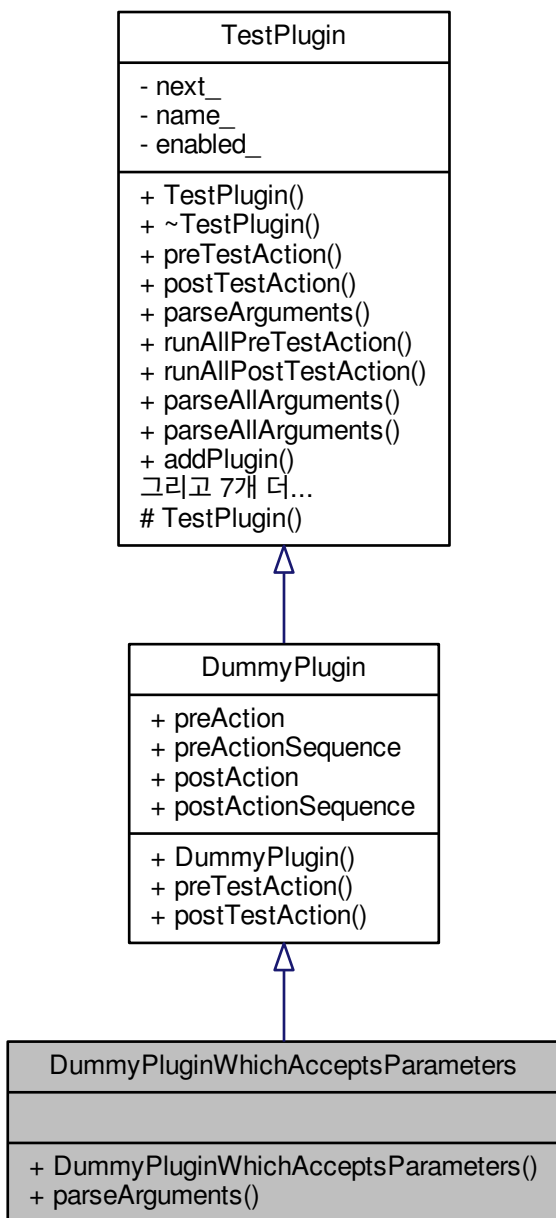 TestPlugin
- next_
- name_
- enabled_
+ TestPlugin()
+ ~TestPlugin()
+ preTestAction()
+ postTestAction()
+ parseArguments()
+ runAllPreTestAction()
+ runAllPostTestAction()
+ parseAllArguments()
+ parseAllArguments()
+ addPlugin()
그리고 7개 더...
# TestPlugin()
DummyPlugin
+ preAction
+ preActionSequence
+ postAction
+ postActionSequence
+ DummyPlugin()
+ preTestAction()
+ postTestAction()
DummyPluginWhichAcceptsParameters
+ DummyPluginWhichAcceptsParameters()
+ parseArguments()